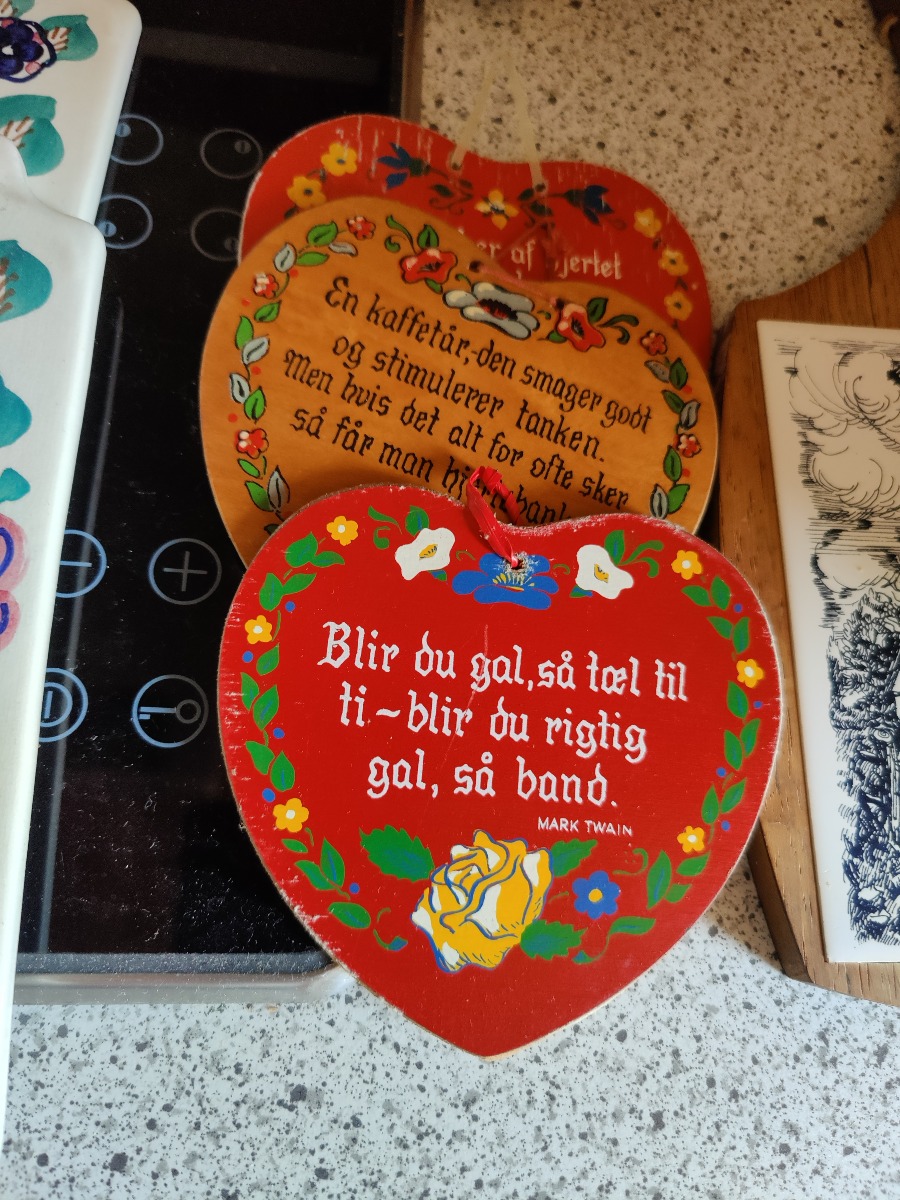 er af hjertet
En kaffetår,-den smager godt
og stimulerer tanken.
Men hvis det alt for ofte sker
så får man
Blir du gal, så tæl til
ti - blir du rigtig
gal, så band.
MARK TWAIN